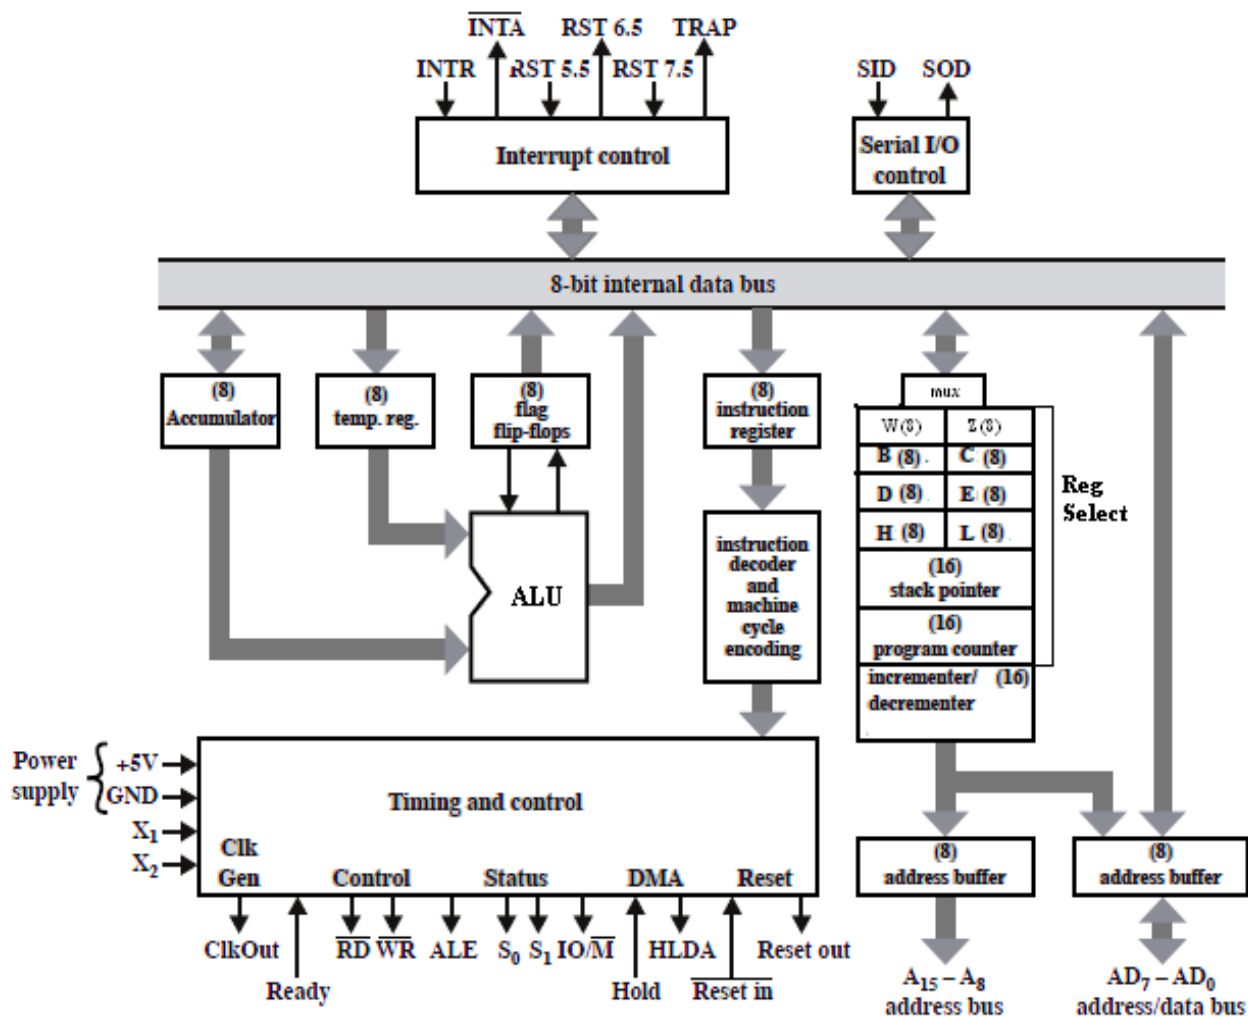 INTA RST 6.5 TRAP
INTR RST 5.5 RST 7.5 SID SOD
Interrupt control
Serial I/O
control
8-bit internal data bus
(8)
Accumulator
(8)
temp. reg.
(8)
flag
flip-flops
(8)
instruction
register
mux
W (8) Z (8)
B (8) C (8)
D (8) E (8)
H (8) L (8)
(16)
stack pointer
(16)
program counter
incrementer/ (16)
decrementer
Reg
Select
ALU
instruction
decoder
and
machine
cycle
encoding
Power
supply
+5V
GND
X1
X2
Timing and control
Clk
Gen Control Status DMA Reset
ClkOut RD WR ALE S0 S1 IO/M HLDA Reset out
Ready Hold Reset in
(8)
address buffer
(8)
address buffer
A15 – A8
address bus
AD7 – AD0
address/data bus